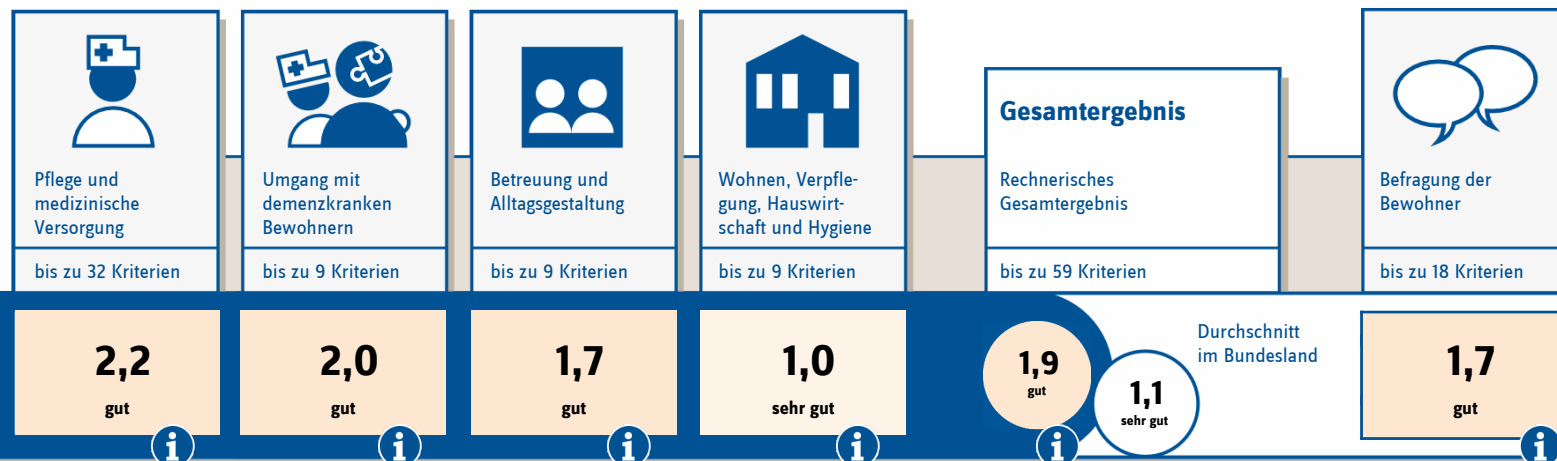 Pflege und
medizinische
Versorgung
bis zu 32 Kriterien
2,2
gut
i
Umgang mit
demenzkranken
Bewohnern
bis zu 9 Kriterien
2,0
gut
i
Betreuung und
Alltagsgestaltung
bis zu 9 Kriterien
1,7
gut
i
Wohnen, Verpfle-
gung, Hauswirt-
schaft und Hygiene
bis zu 9 Kriterien
1,0
sehr gut
i
Gesamtergebnis
Rechnerisches
Gesamtergebnis
bis zu 59 Kriterien
1,9
gut
i
1,1
sehr gut
Durchschnitt
im Bundesland
Befragung der
Bewohner
bis zu 18 Kriterien
1,7
gut
i